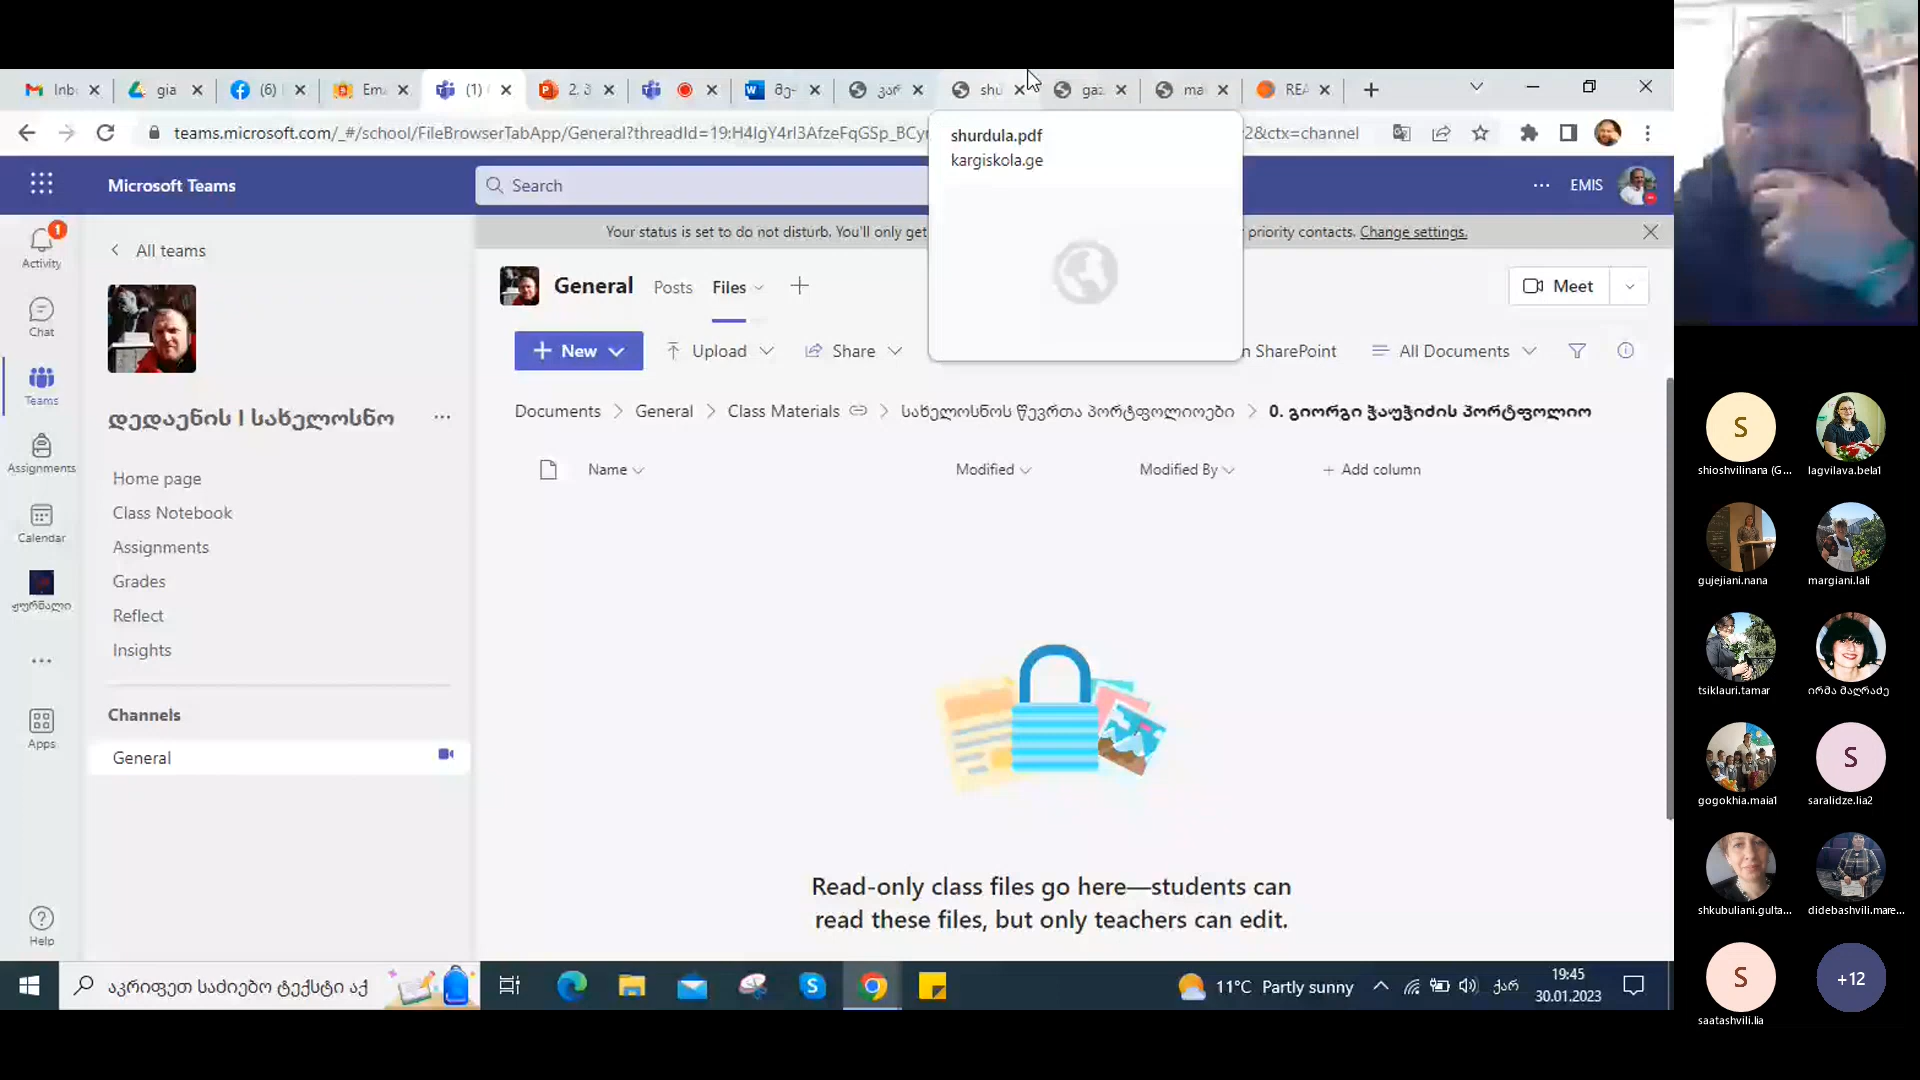 Inb
gia
(6)
Em
(1)
2. პ
მე-
კარ
shu
gaz
ma
REA
teams.microsoft.com/_#/school/FileBrowserTabApp/General?threadId=19:H4lgY4rl3AfzeFqGSp_BCy
2&ctx=channel
shurdula.pdf
kargiskola.ge
Microsoft Teams
Search
EMIS
Your status is set to do not disturb. You'll only get
priority contacts. Change settings.
Activity
1
Chat
Teams
Assignments
Calendar
ჟურნალი
Apps
Help
All teams
დედაენის I სახელოსნო
Home page
Class Notebook
Assignments
Grades
Reflect
Insights
Channels
General
General
Posts
Files
Meet
New
Upload
Share
n SharePoint
All Documents
Documents > General > Class Materials > სახელოსნოს წევრთა პორტფოლიოები > 0. გიორგი ჭაუჭიძის პორტფოლიო
Name
Modified
Modified By
Add column
Read-only class files go here—students can
read these files, but only teachers can edit.
აკრიფეთ საძიებო ტექსტი აქ
11°C Partly sunny
ქარ
19:45
30.01.2023
S
shioshvilinana (G...
lagvilava.bela1
gujejiani.nana
margiani.lali
tsiklauri.tamar
ირმა მაღრაძე
gogokhia.maia1
S
saralidze.lia2
shkubuliani.gulta...
didebashvili.mare...
S
saatashvili.lia
+12